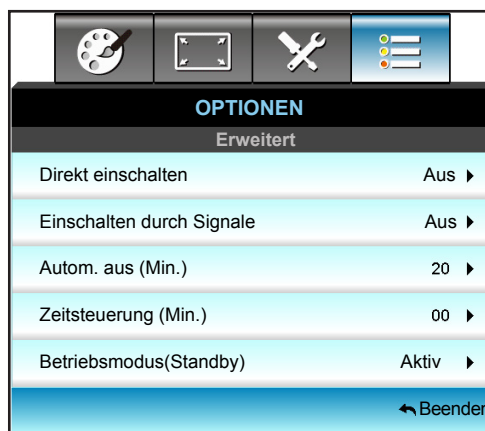 OPTIONEN
Erweitert
Direkt einschalten Aus
Einschalten durch Signale Aus
Autom. aus (Min.) 20
Zeitsteuerung (Min.) 00
Betriebsmodus(Standby) Aktiv
Beenden